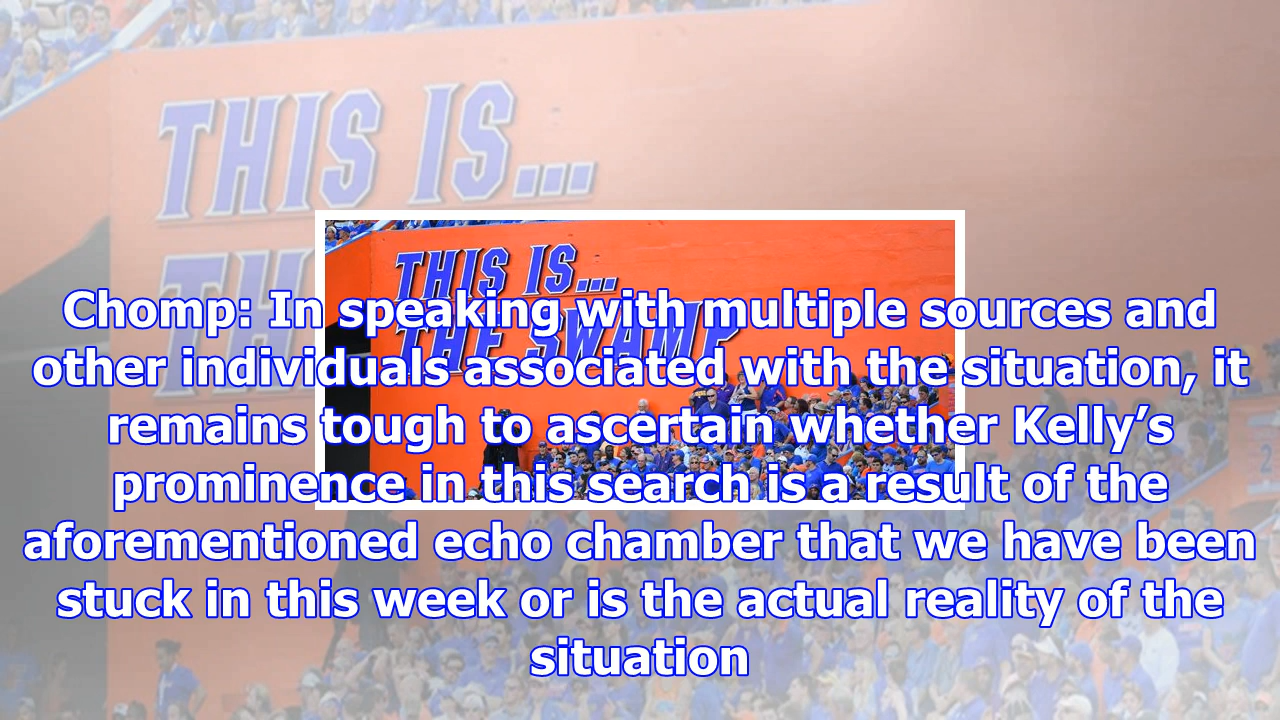 THIS IS...
TH
THIS IS...
THE SWAMP
Chomp: In speaking with multiple sources and
other individuals associated with the situation, it
remains tough to ascertain whether Kelly’s
prominence in this search is a result of the
aforementioned echo chamber that we have been
stuck in this week or is the actual reality of the
situation